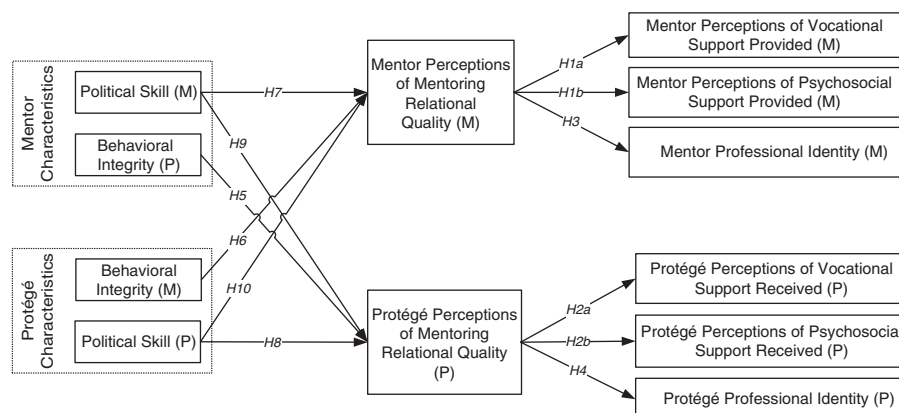 Mentor
Characteristics
Political Skill (M)
Behavioral
Integrity (P)
Protégé
Characteristics
Behavioral
Integrity (M)
Political Skill (P)
H7
H9
H5
H6
H10
H8
Mentor Perceptions
of Mentoring
Relational
Quality (M)
Protégé Perceptions
of Mentoring
Relational Quality
(P)
H1a
H1b
H3
H2a
H2b
H4
Mentor Perceptions of Vocational
Support Provided (M)
Mentor Perceptions of Psychosocial
Support Provided (M)
Mentor Professional Identity (M)
Protégé Perceptions of Vocational
Support Received (P)
Protégé Perceptions of Psychosocial
Support Received (P)
Protégé Professional Identity (P)